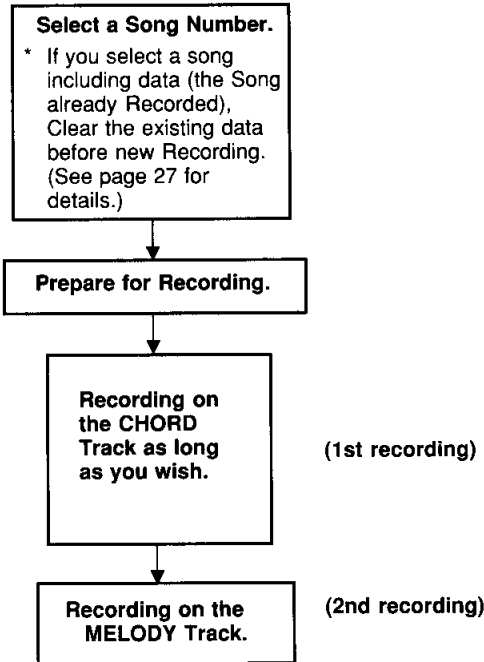 Select a Song Number.
* If you select a song
including data (the Song
already Recorded),
Clear the existing data
before new Recording.
(See page 27 for
details.)
Prepare for Recording.
Recording on
the CHORD
Track as long
as you wish.
(1st recording)
Recording on the
MELODY Track.
(2nd recording)